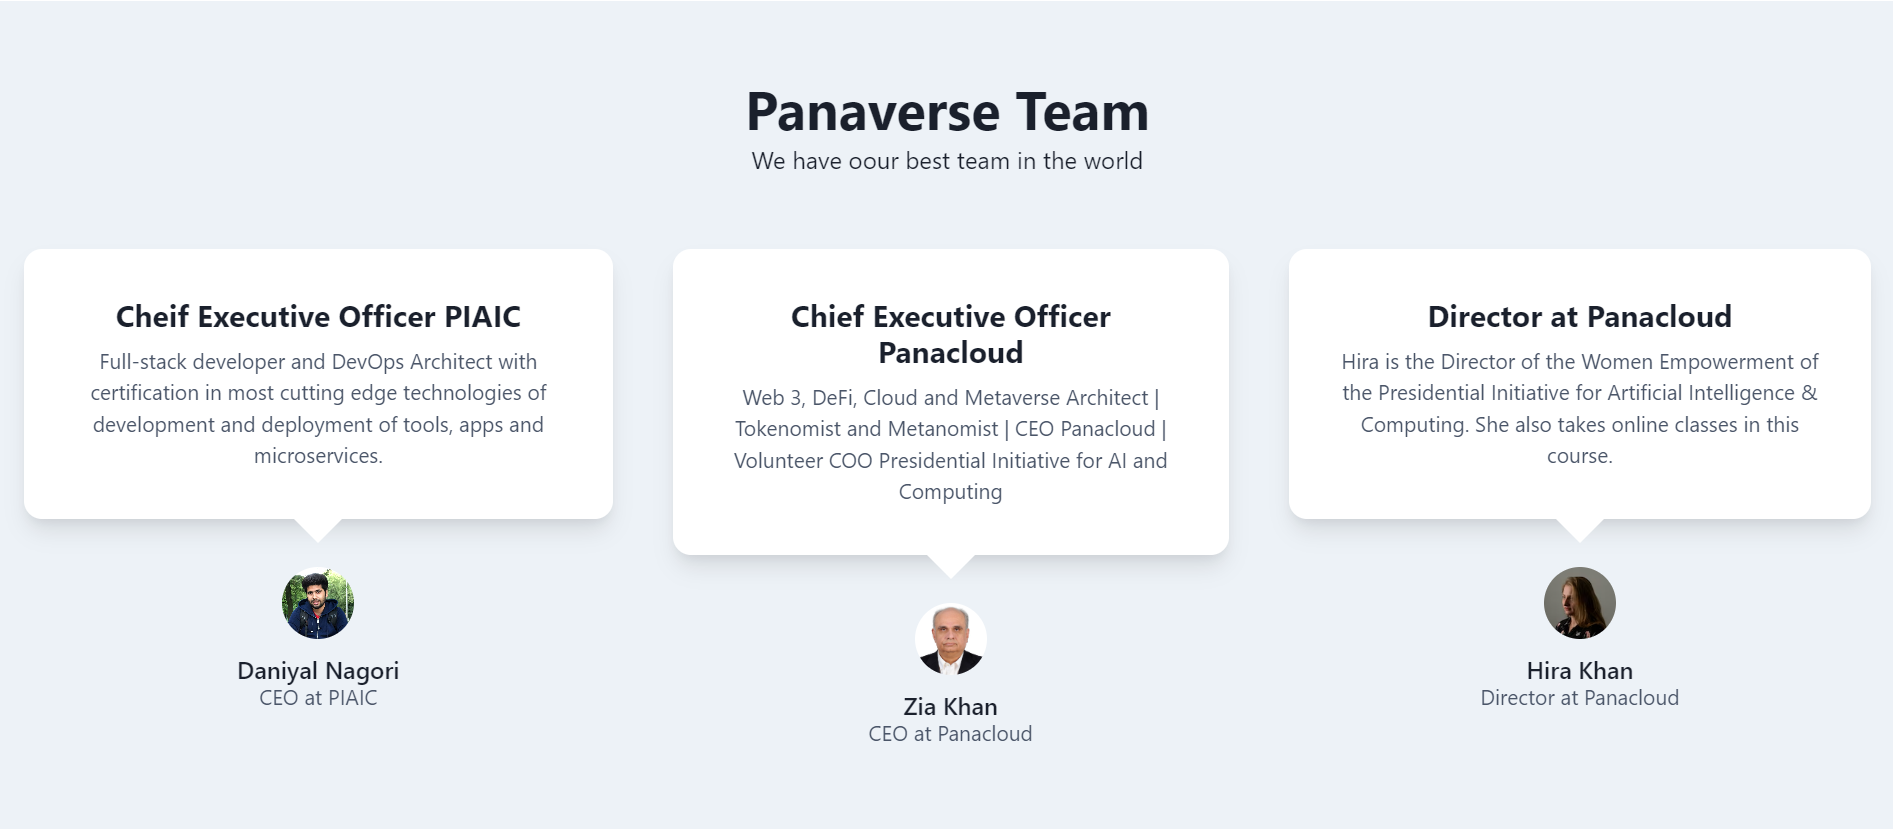 Panaverse Team
We have oour best team in the world
Cheif Executive Officer PIAIC
Full-stack developer and DevOps Architect with
certification in most cutting edge technologies of
development and deployment of tools, apps and
microservices.
Daniyal Nagori
CEO at PIAIC
Chief Executive Officer
Panacloud
Web 3, DeFi, Cloud and Metaverse Architect |
Tokenomist and Metanomist | CEO Panacloud |
Volunteer COO Presidential Initiative for AI and
Computing
Zia Khan
CEO at Panacloud
Director at Panacloud
Hira is the Director of the Women Empowerment of
the Presidential Initiative for Artificial Intelligence &
Computing. She also takes online classes in this
course.
Hira Khan
Director at Panacloud